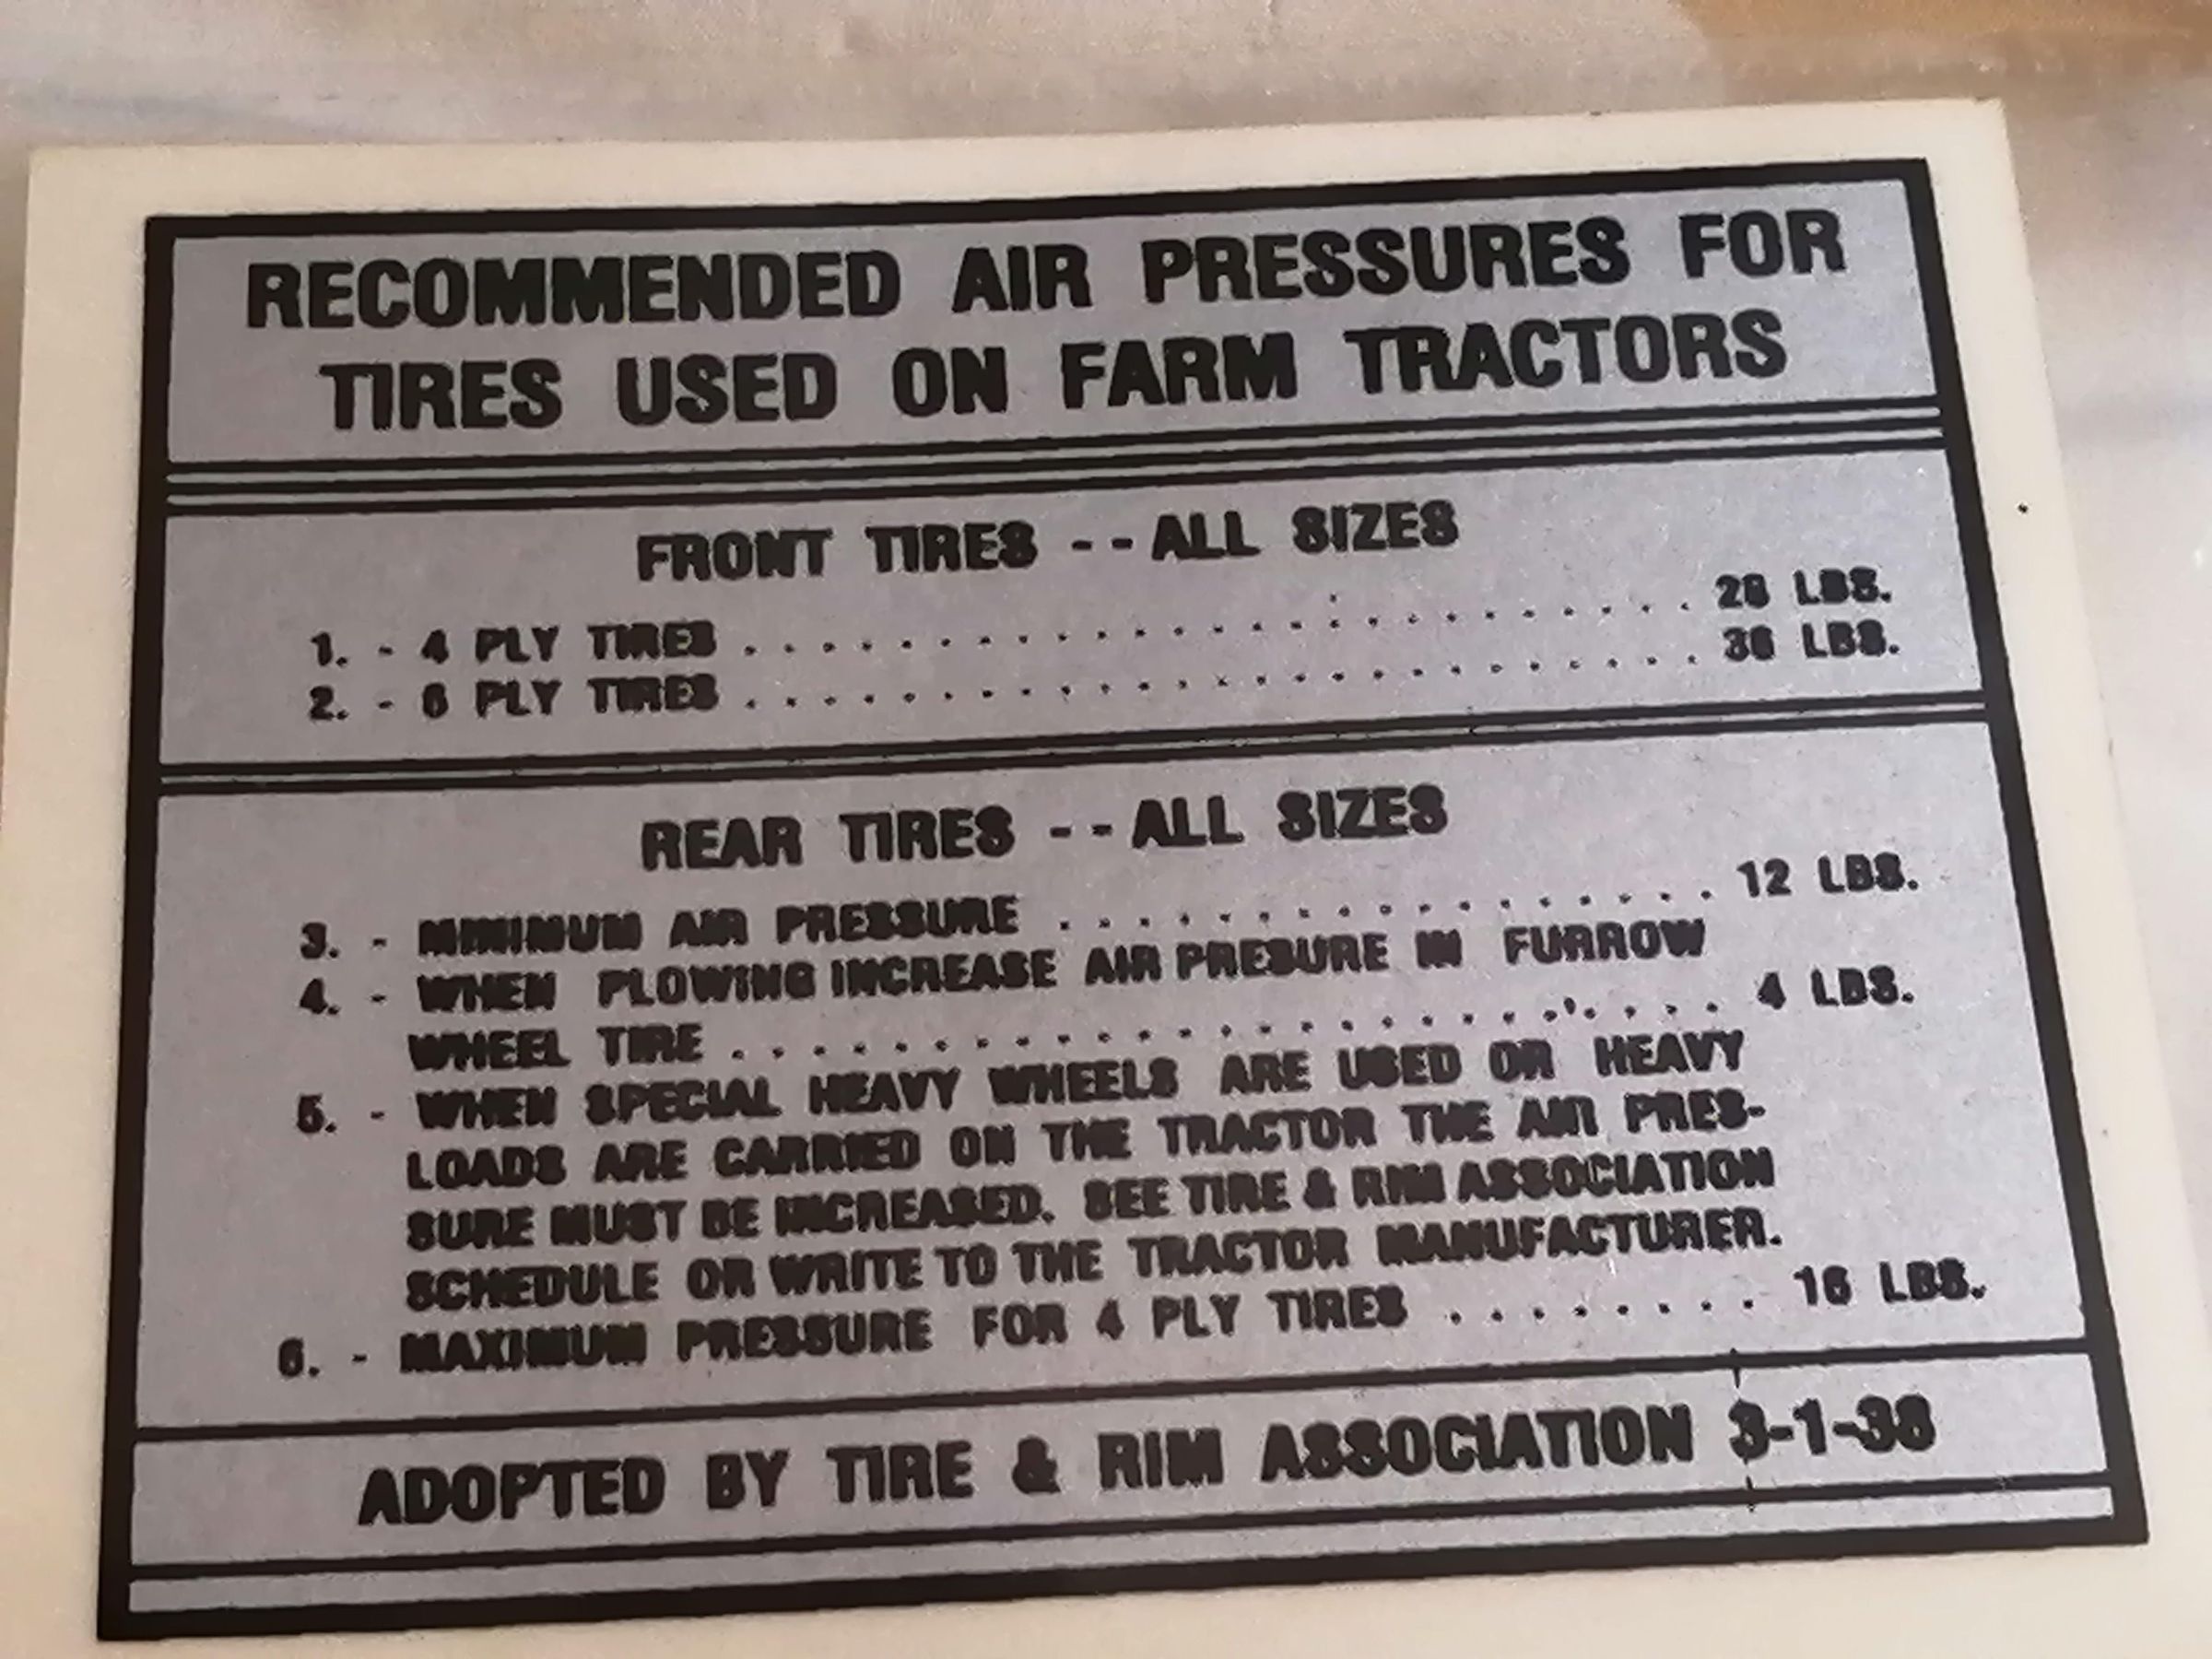 RECOMMENDED AIR PRESSURES FOR
TIRES USED ON FARM TRACTORS
FRONT TIRES -- ALL SIZES
1. - 4 PLY TIRES ........................ 28 LBS.
2. - 6 PLY TIRES ........................ 36 LBS.
REAR TIRES -- ALL SIZES
3. - MINIMUM AIR PRESSURE ................. 12 LBS.
4. - WHEN PLOWING INCREASE AIR PRESURE IN FURROW
WHEEL TIRE ......................... 4 LBS.
5. - WHEN SPECIAL HEAVY WHEELS ARE USED OR HEAVY
LOADS ARE CARRIED ON THE TRACTOR THE AIR PRES-
SURE MUST BE INCREASED. SEE TIRE & RIM ASSOCIATION
SCHEDULE OR WRITE TO THE TRACTOR MANUFACTURER.
6. - MAXIMUM PRESSURE FOR 4 PLY TIRES ........ 16 LBS.
ADOPTED BY TIRE & RIM ASSOCIATION 3-1-38